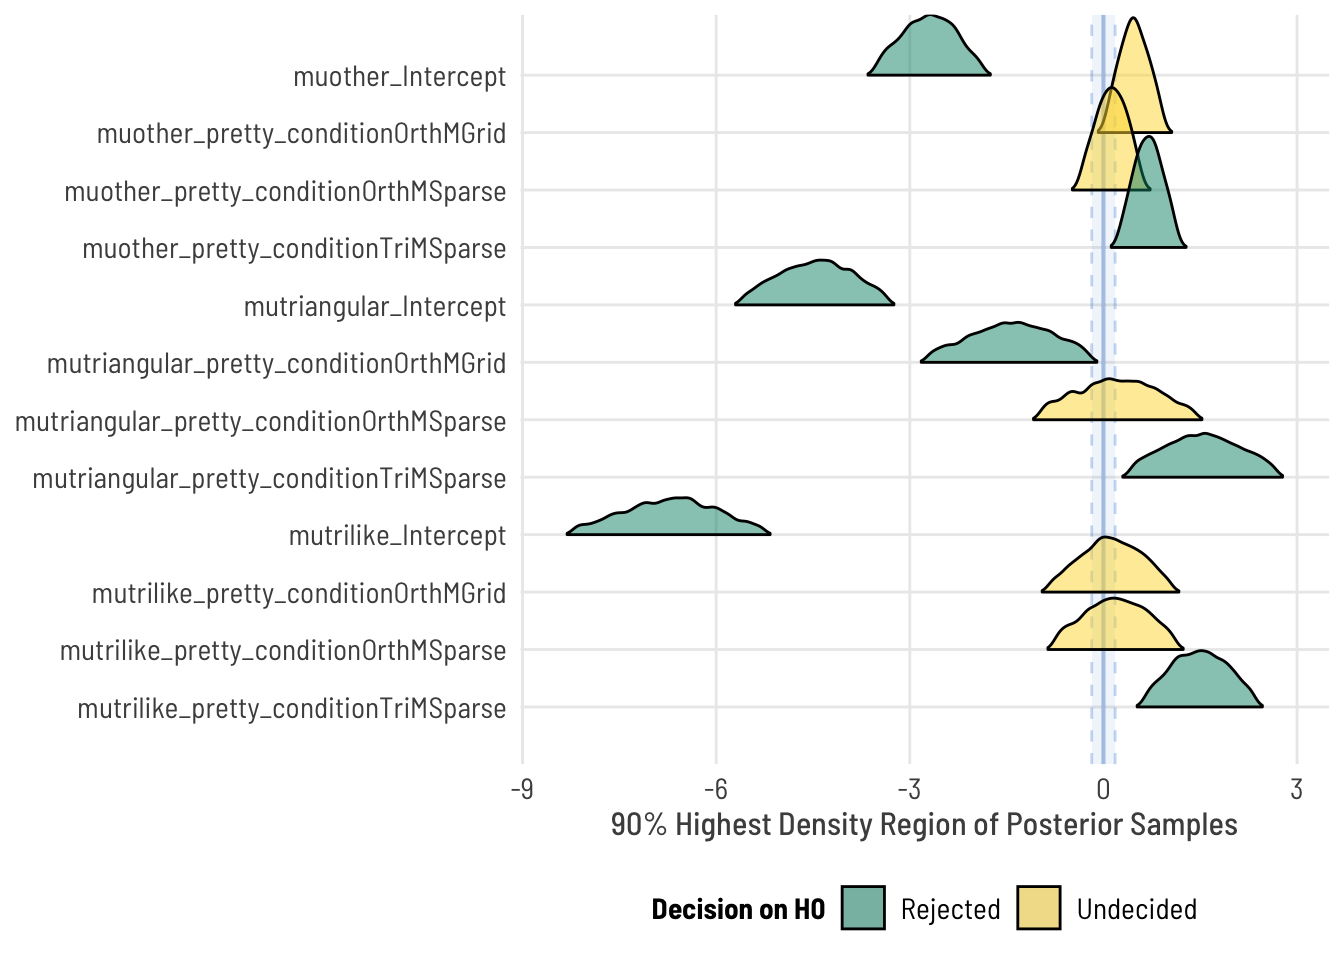 muother_Intercept
muother_pretty_conditionOrthMGrid
muother_pretty_conditionOrthMSparse
muother_pretty_conditionTriMSparse
mutriangular_Intercept
mutriangular_pretty_conditionOrthMGrid
mutriangular_pretty_conditionOrthMSparse
mutriangular_pretty_conditionTriMSparse
mutrilike_Intercept
mutrilike_pretty_conditionOrthMGrid
mutrilike_pretty_conditionOrthMSparse
mutrilike_pretty_conditionTriMSparse
-9 -6 -3 0 3
90% Highest Density Region of Posterior Samples
Decision on H0 Rejected Undecided